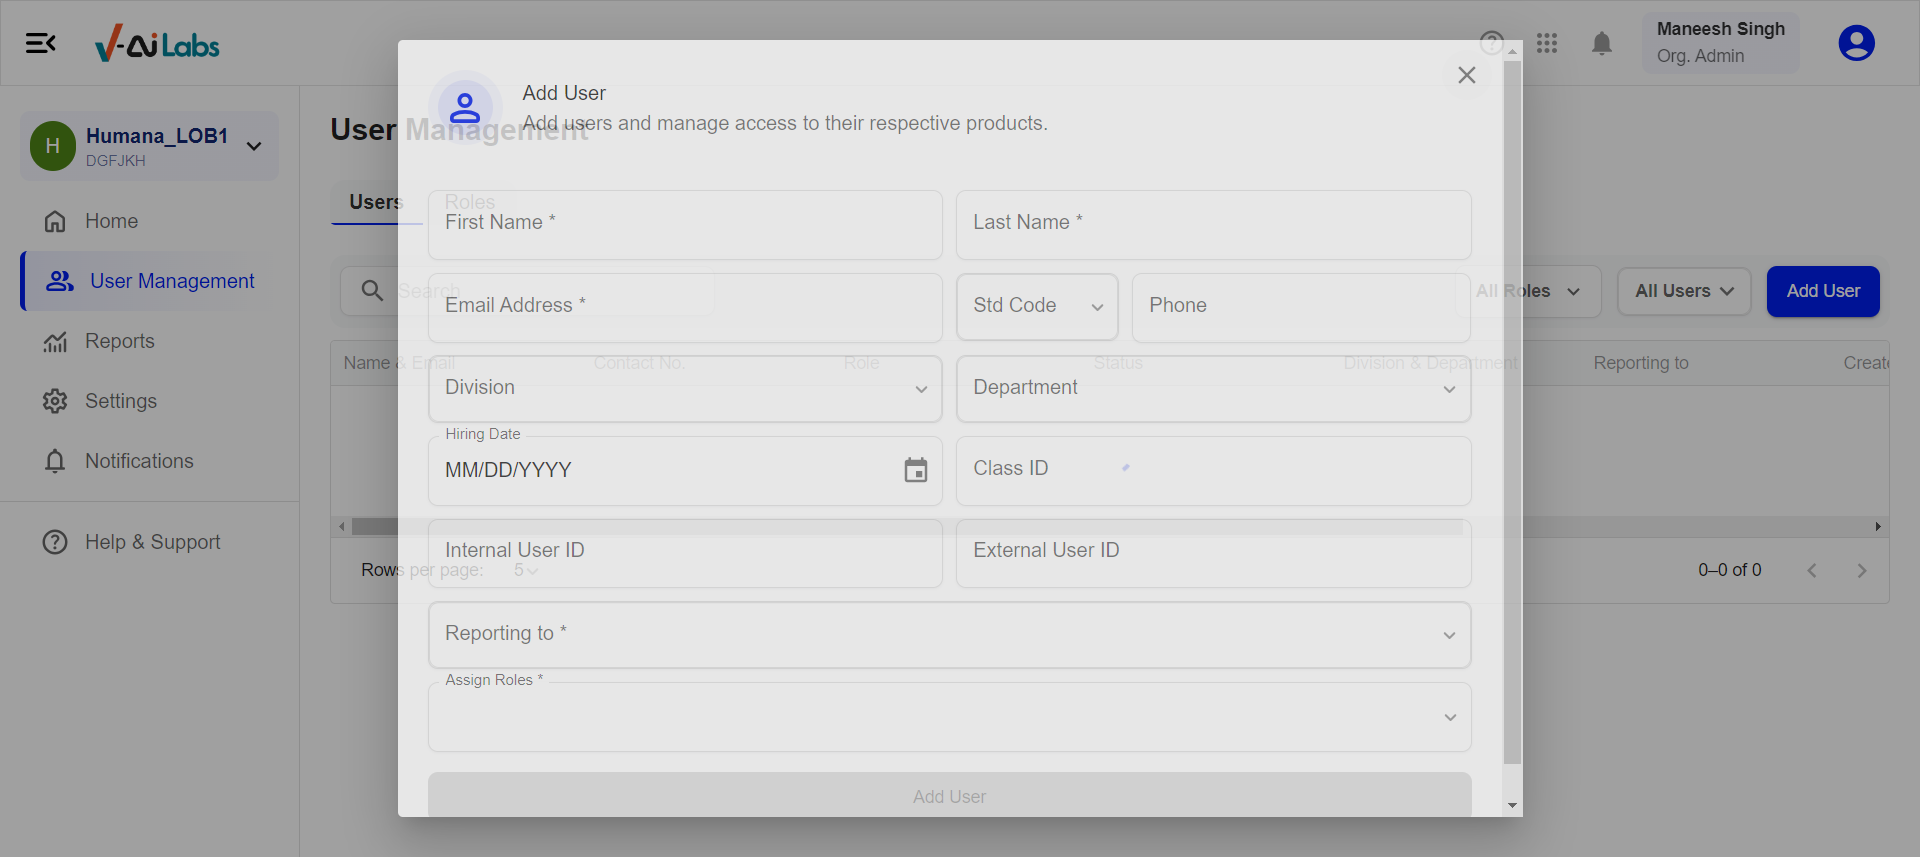 V-Ai Labs
Maneesh Singh
Org. Admin
H
Humana_LOB1
DGFJKH
Home
User Management
Reports
Settings
Notifications
Help & Support
User Management
Users
Roles
Search
All Roles
All Users
Add User
Name & Email
Contact No.
Role
Status
Division & Department
Reporting to
Create
Rows per page:
5
0–0 of 0
Add User
Add users and manage access to their respective products.
First Name *
Last Name *
Email Address *
Std Code
Phone
Division
Department
Hiring Date
MM/DD/YYYY
Class ID
Internal User ID
External User ID
Reporting to *
Assign Roles *
Add User